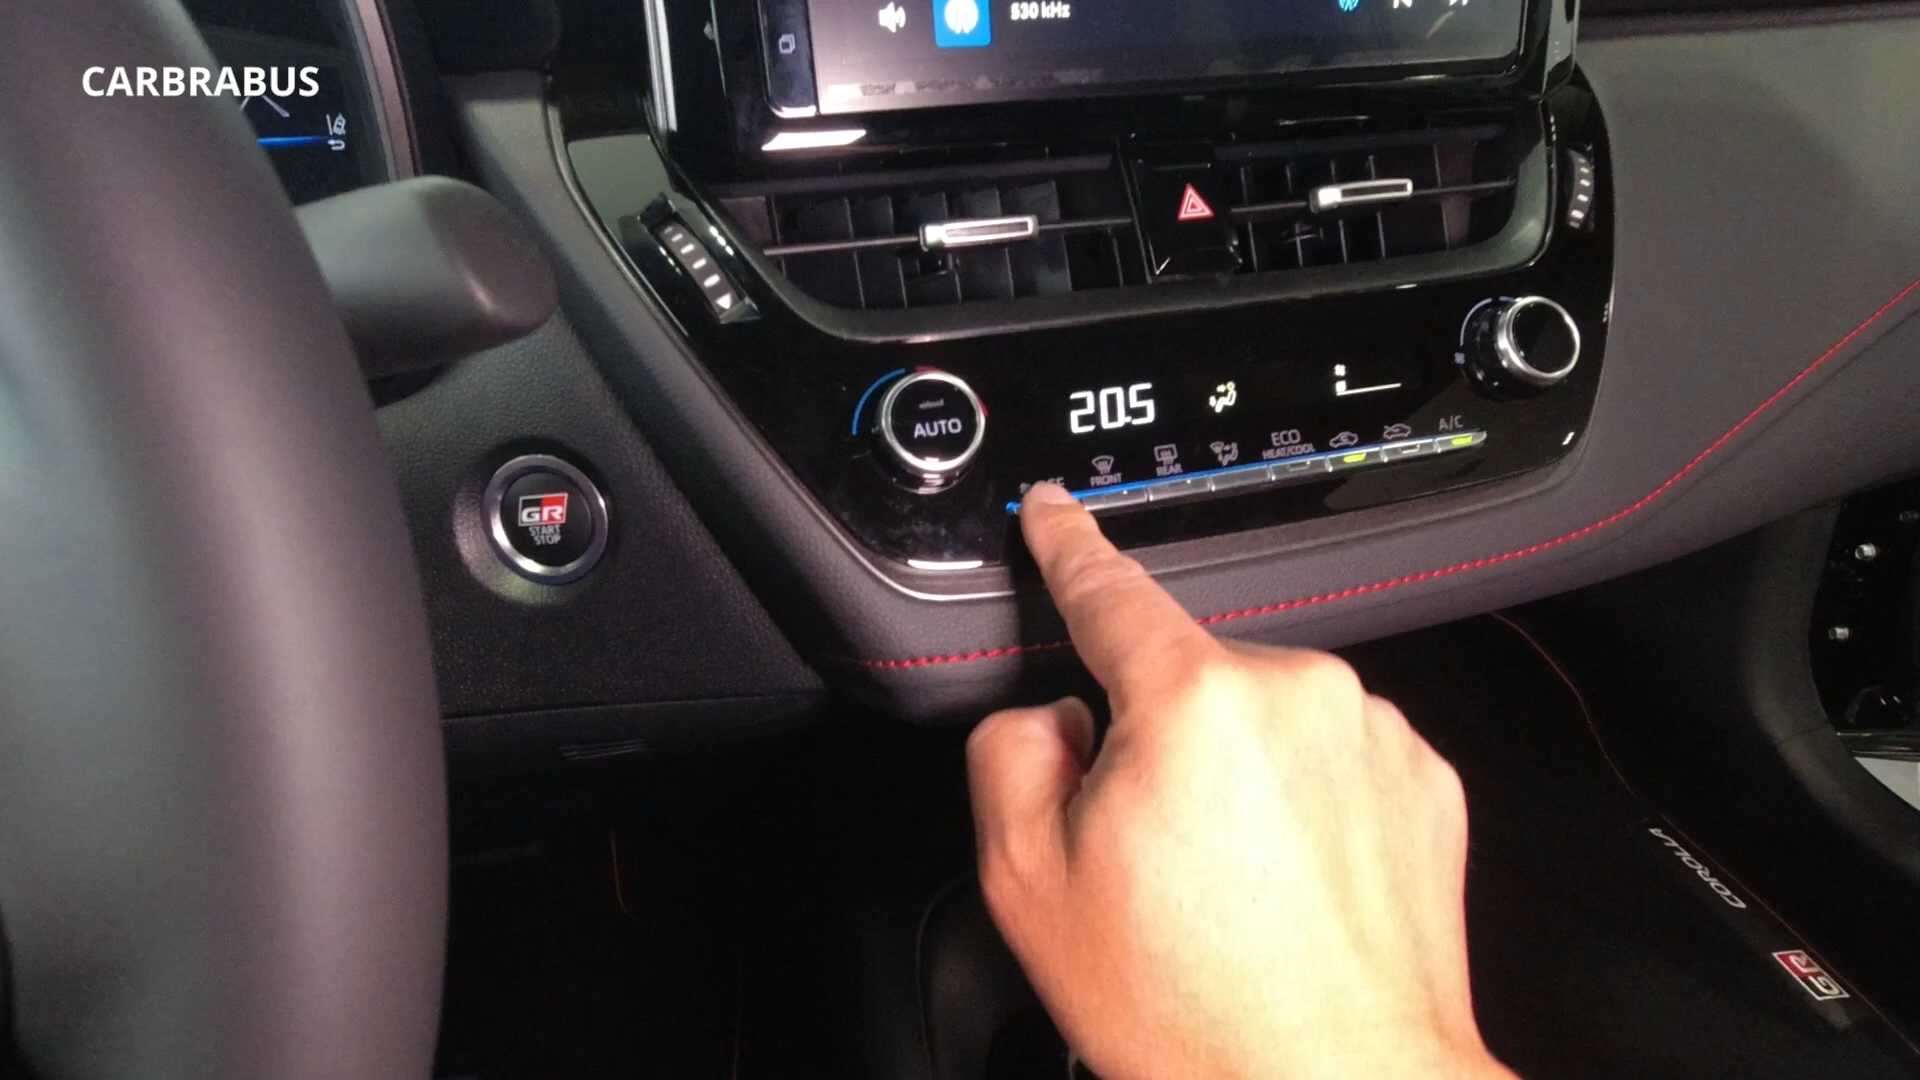 CARBRABUS
530 kHz
AUTO
20.5
A/C
ECO
HEAT/COOL
REAR
FRONT
GR
START
STOP
COROLLA
GR